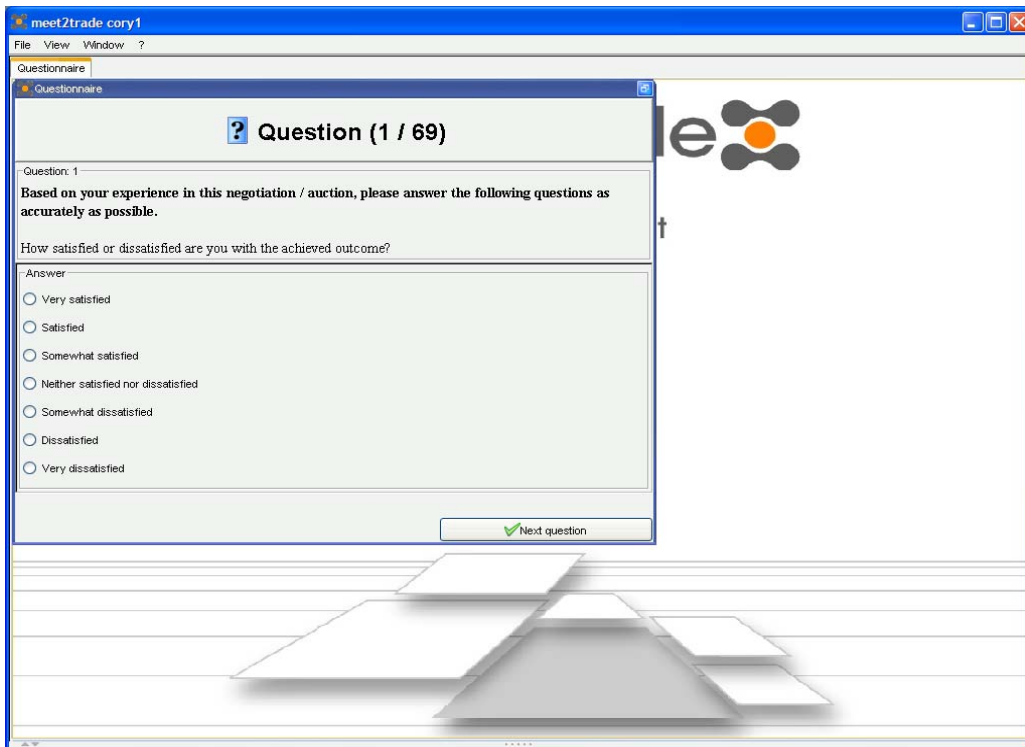 meet2trade cory1
File View Window ?
Questionnaire
Questionnaire
Question (1 / 69)
Question: 1
Based on your experience in this negotiation / auction, please answer the following questions as
accurately as possible.
How satisfied or dissatisfied are you with the achieved outcome?
Answer
Very satisfied
Satisfied
Somewhat satisfied
Neither satisfied nor dissatisfied
Somewhat dissatisfied
Dissatisfied
Very dissatisfied
Next question